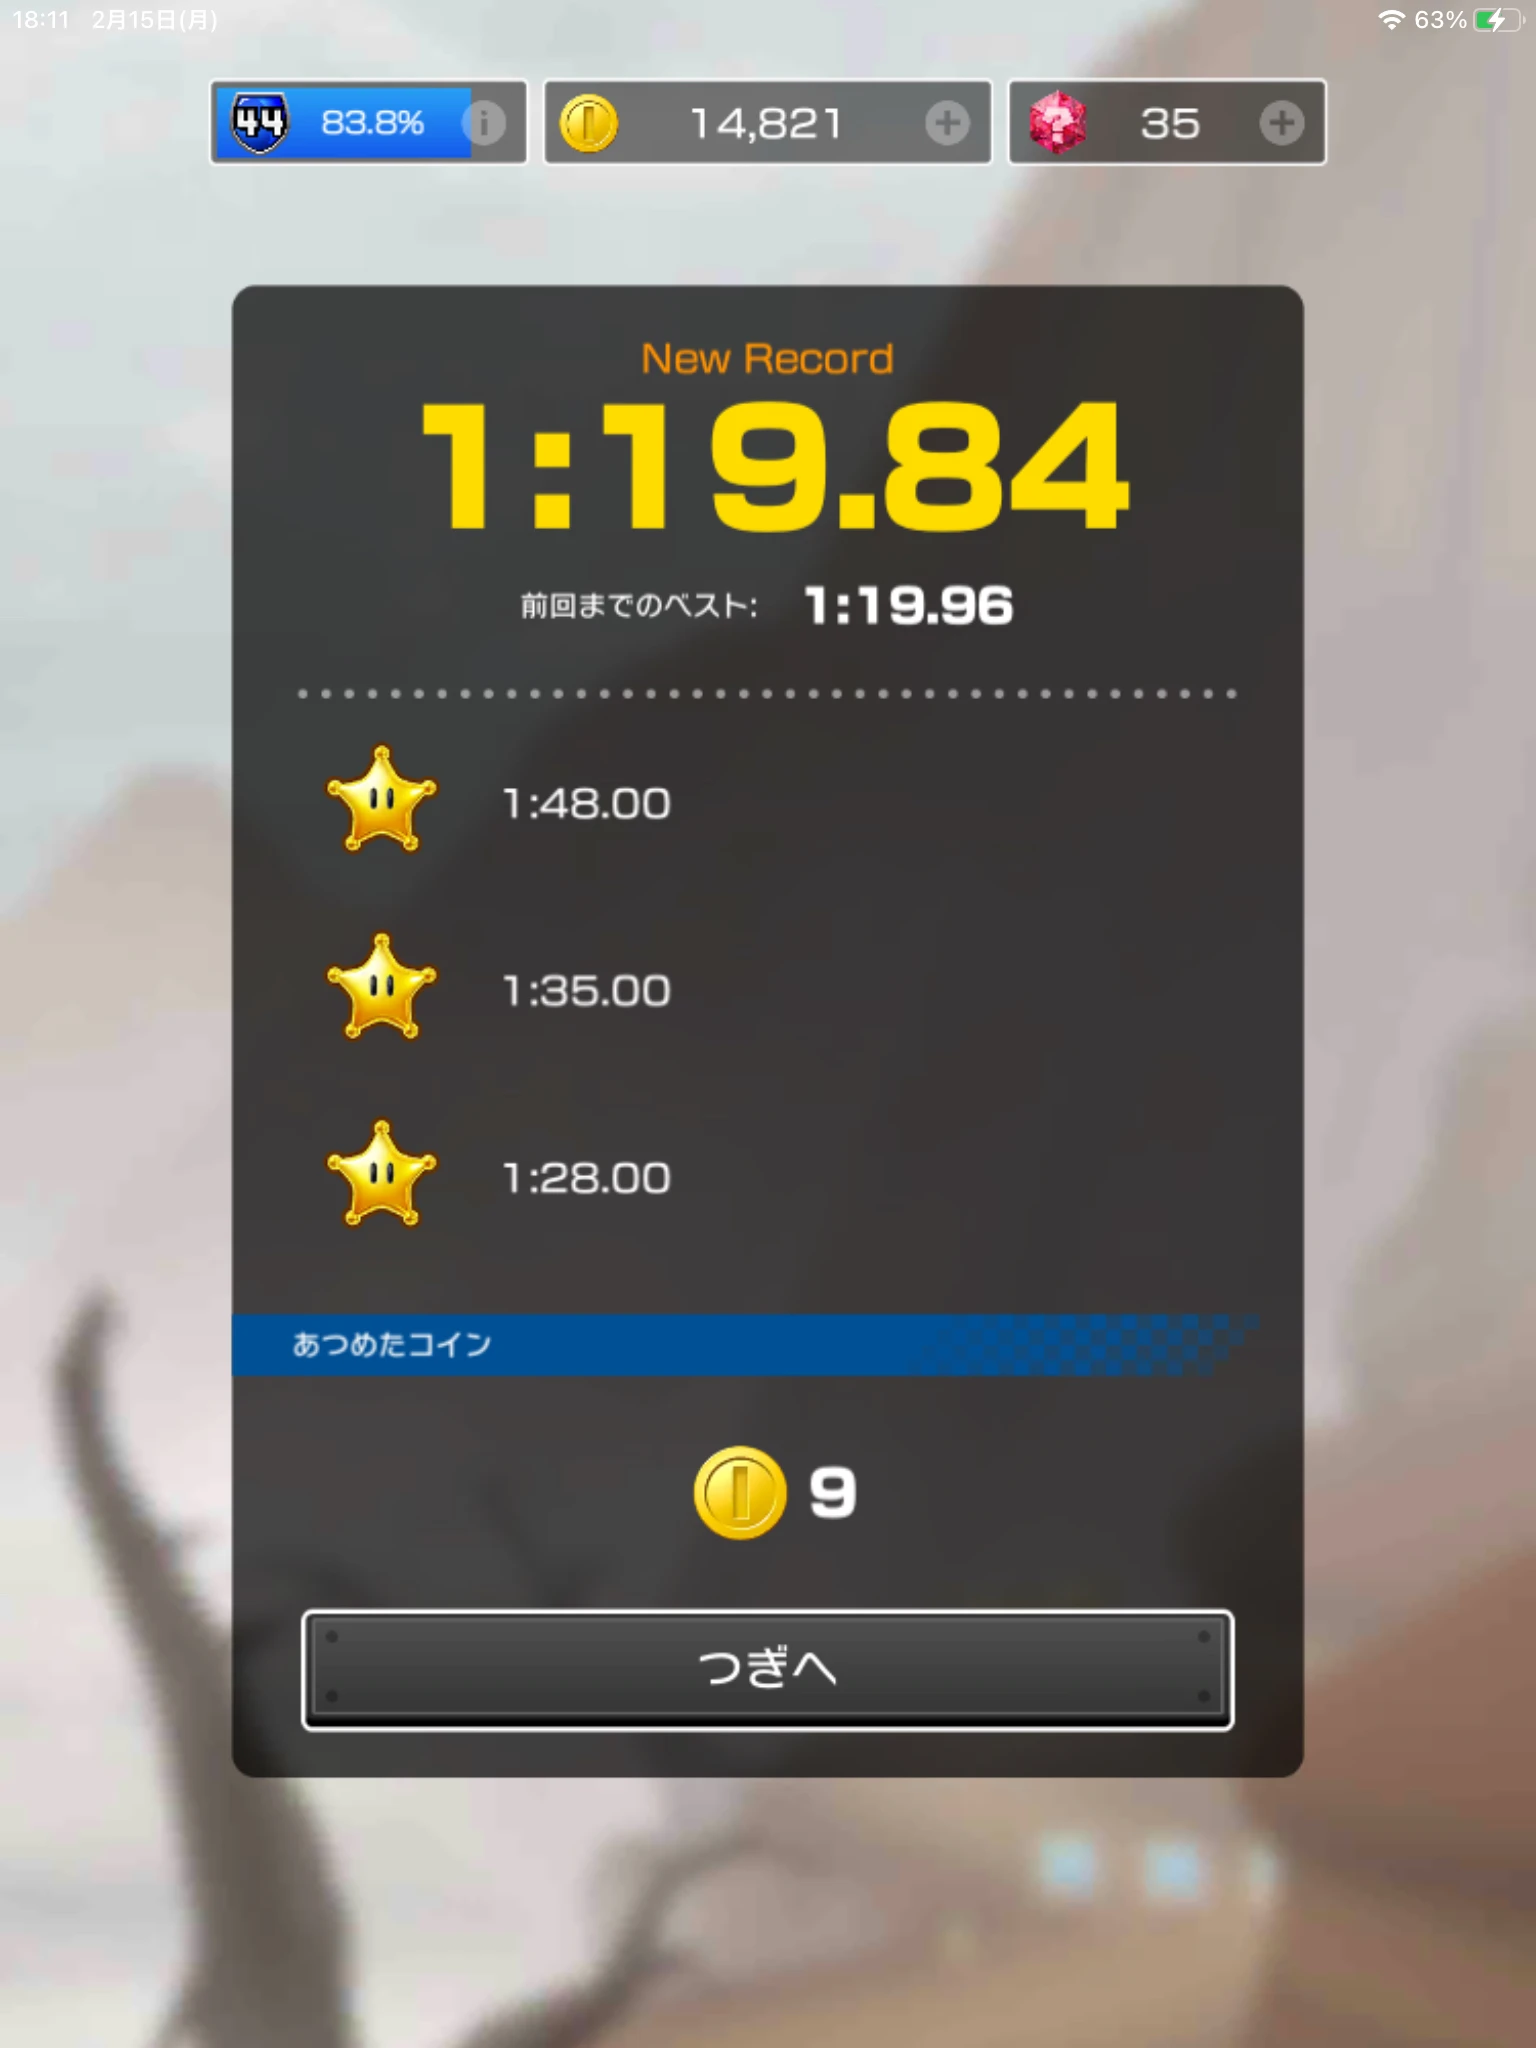 18:11 2月15日(月) 63%
44 83.8% i 14,821 + 35 +
New Record
1:19.84
前回までのベスト: 1:19.96
1:48.00
1:35.00
1:28.00
あつめたコイン
9
つぎへ